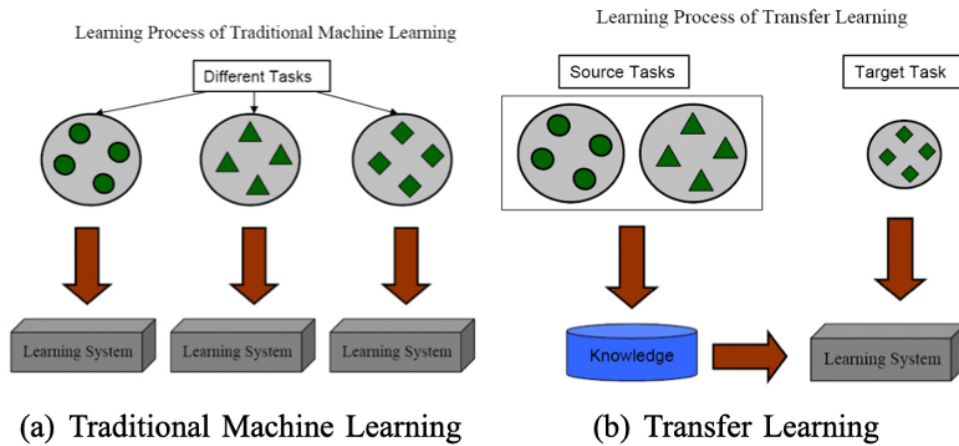 Learning Process of Traditional Machine Learning
Different Tasks
Learning System
Learning System
Learning System
(a) Traditional Machine Learning
Learning Process of Transfer Learning
Source Tasks
Target Task
Knowledge
Learning System
(b) Transfer Learning